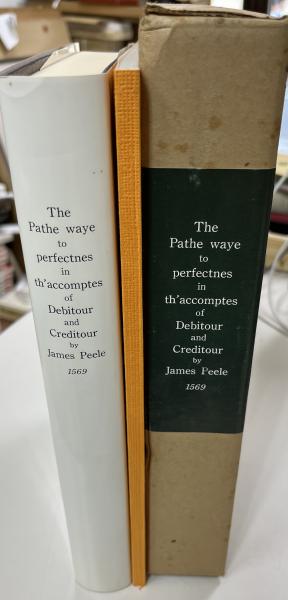 The
Pathe waye
to
perfectnes
in
th'accomptes
of
Debitour
and
Creditour
by
James Peele
1569
The
Pathe waye
to
perfectnes
in
th'accomptes
of
Debitour
and
Creditour
by
James Peele
1569